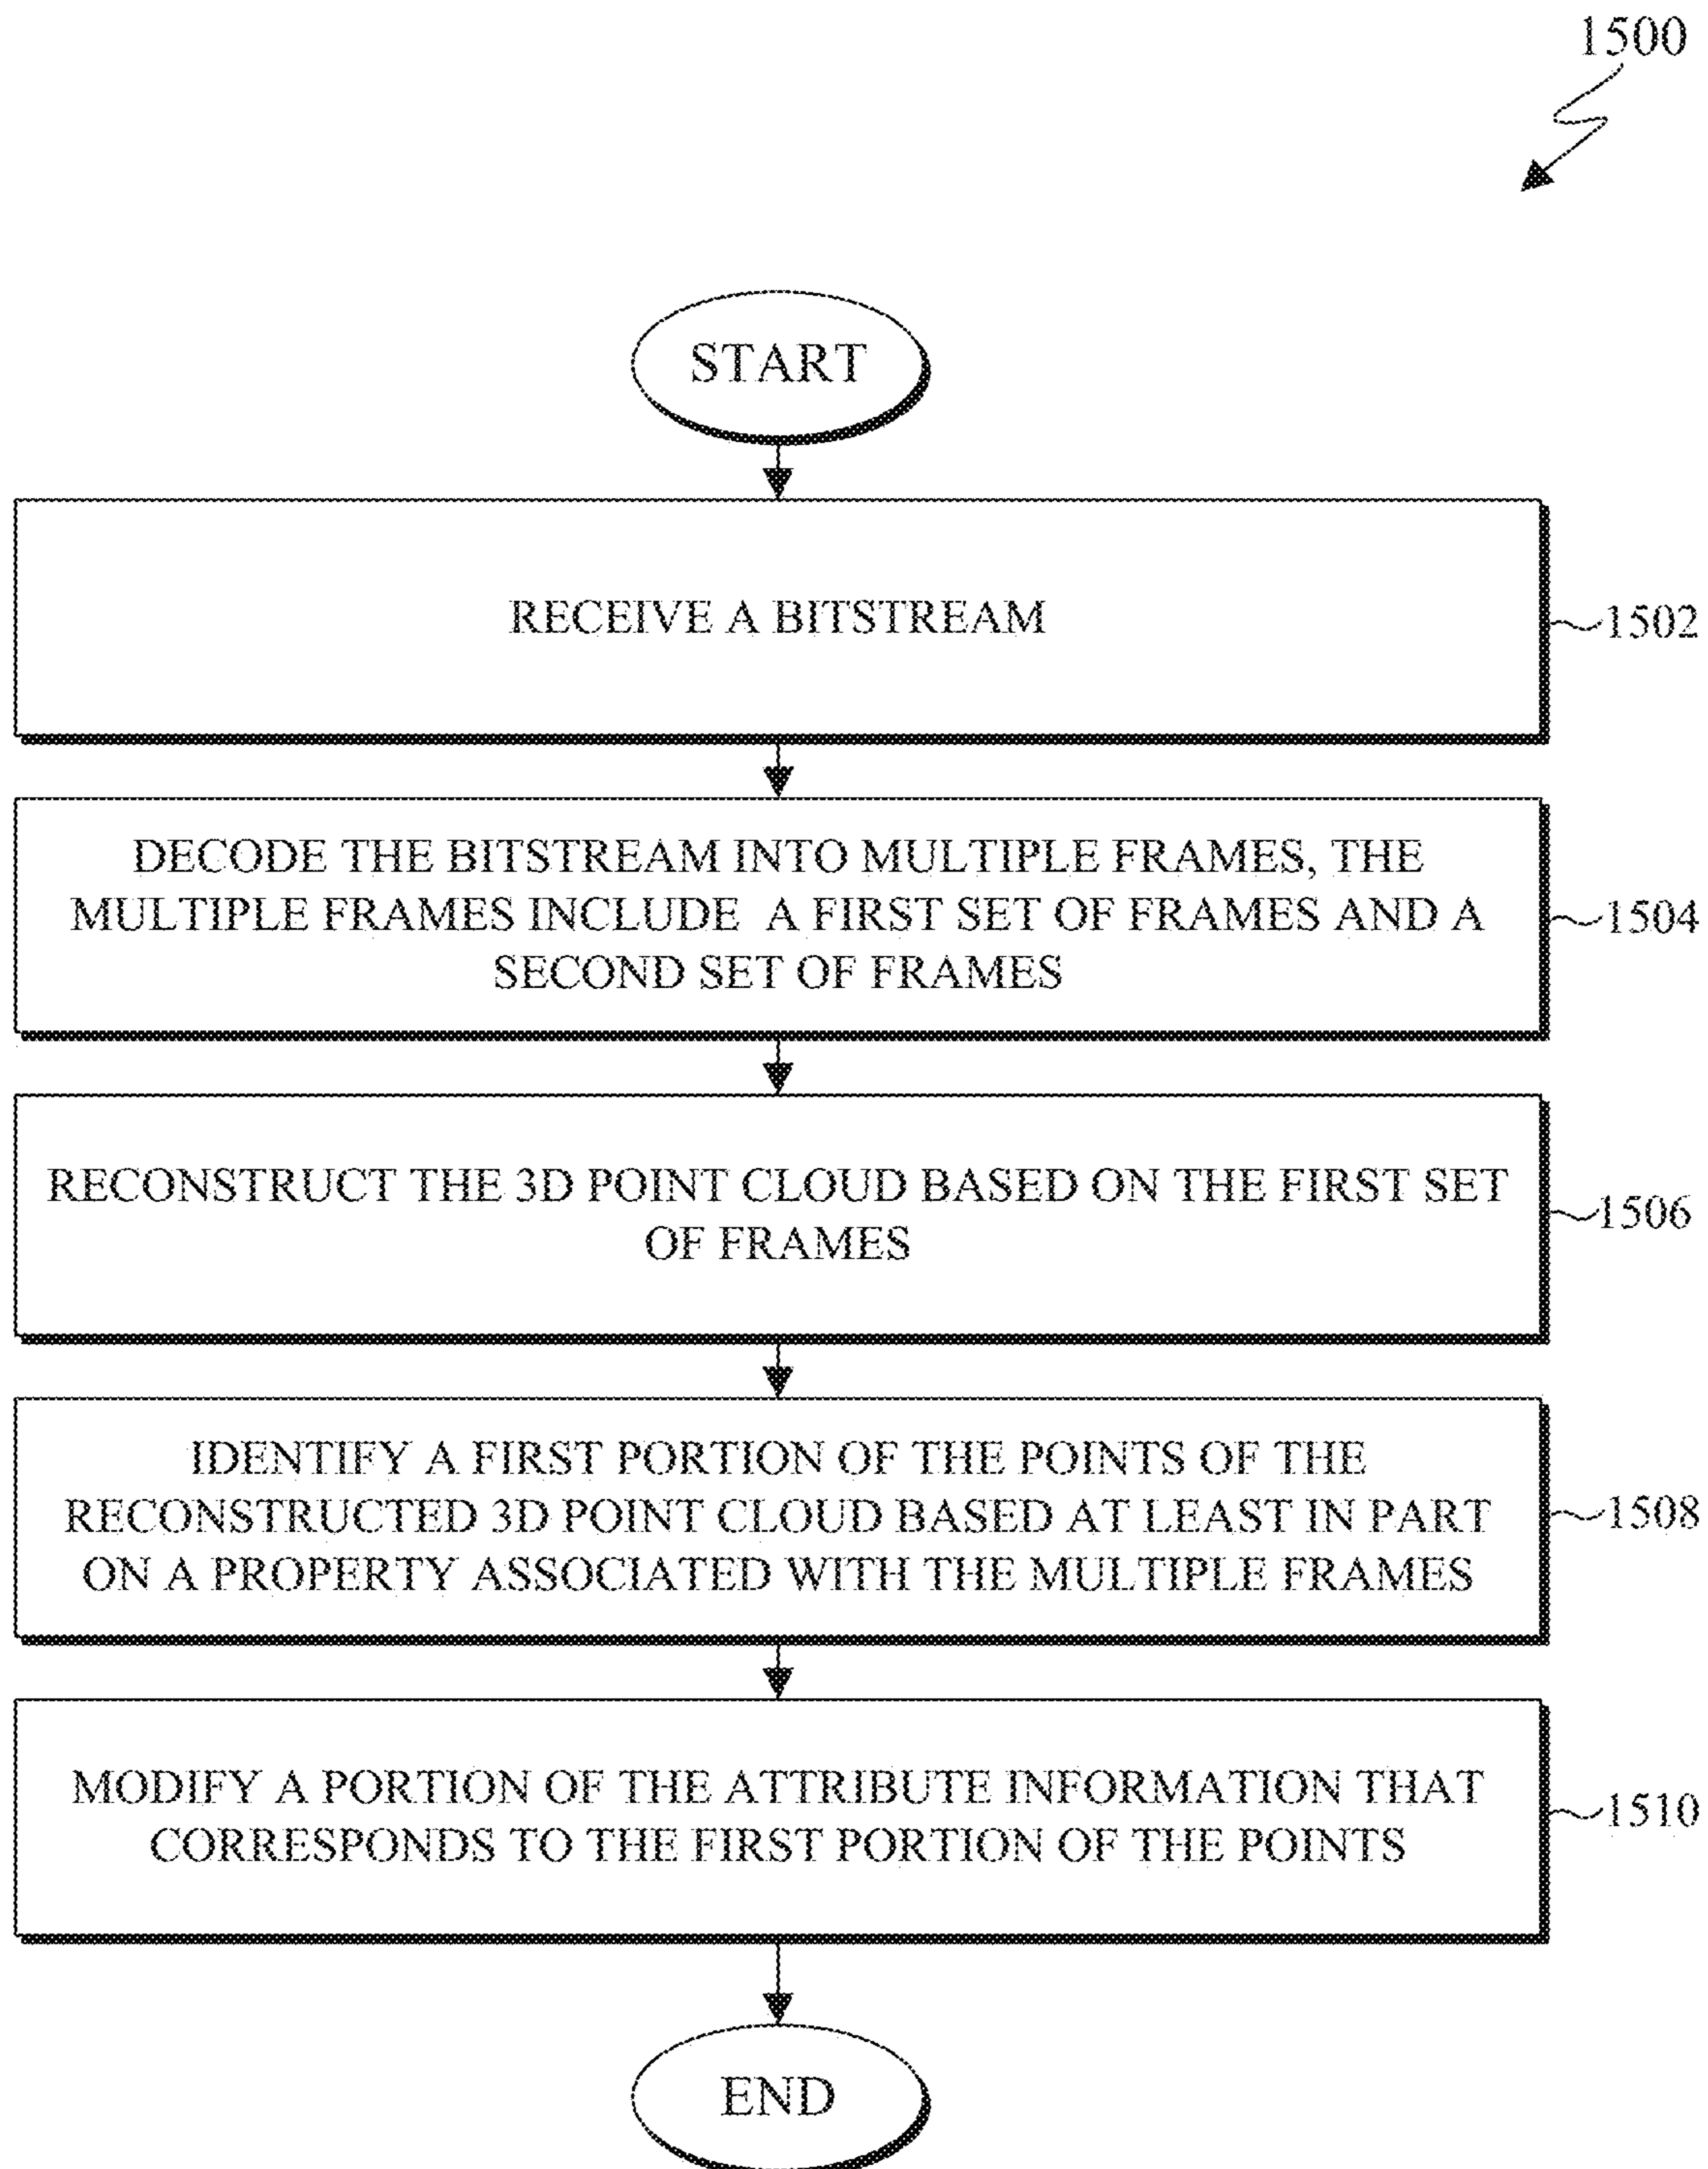 1500
START
RECEIVE A BITSTREAM
1502
DECODE THE BITSTREAM INTO MULTIPLE FRAMES, THE
MULTIPLE FRAMES INCLUDE A FIRST SET OF FRAMES AND A
SECOND SET OF FRAMES
1504
RECONSTRUCT THE 3D POINT CLOUD BASED ON THE FIRST SET
OF FRAMES
1506
IDENTIFY A FIRST PORTION OF THE POINTS OF THE
RECONSTRUCTED 3D POINT CLOUD BASED AT LEAST IN PART
ON A PROPERTY ASSOCIATED WITH THE MULTIPLE FRAMES
1508
MODIFY A PORTION OF THE ATTRIBUTE INFORMATION THAT
CORRESPONDS TO THE FIRST PORTION OF THE POINTS
1510
END